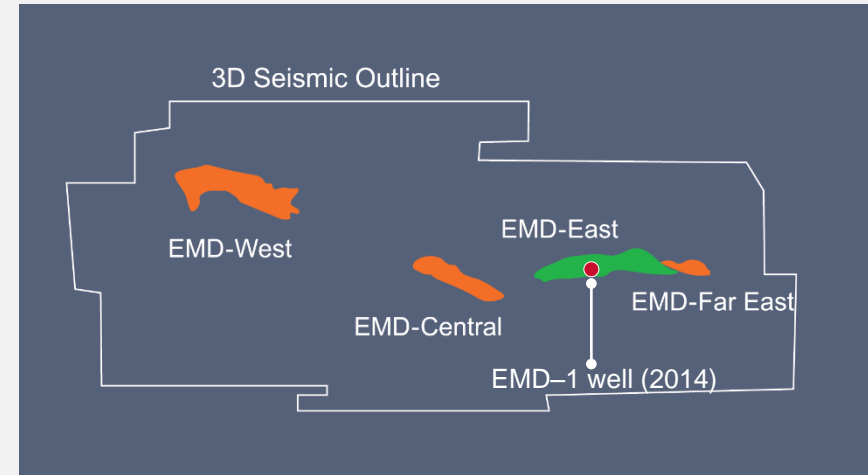 3D Seismic Outline
EMD-East
EMD-West
EMD-Far East
EMD-Central
EMD–1 well (2014)